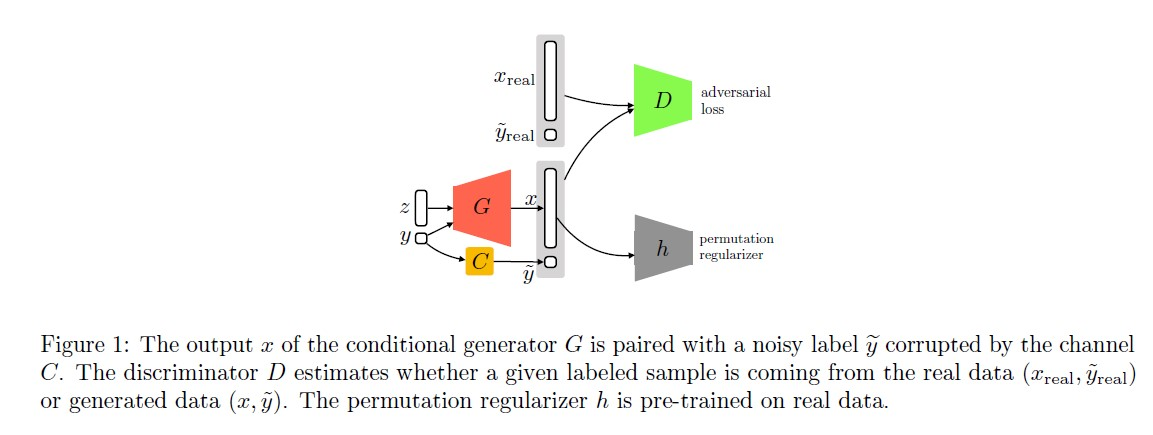 x_real
ỹ_real
D
adversarial
loss
z
G
x
y
C
ỹ
h
permutation
regularizer
Figure 1: The output x of the conditional generator G is paired with a noisy label ỹ corrupted by the channel
C. The discriminator D estimates whether a given labeled sample is coming from the real data (x_real, ỹ_real)
or generated data (x, ỹ). The permutation regularizer h is pre-trained on real data.